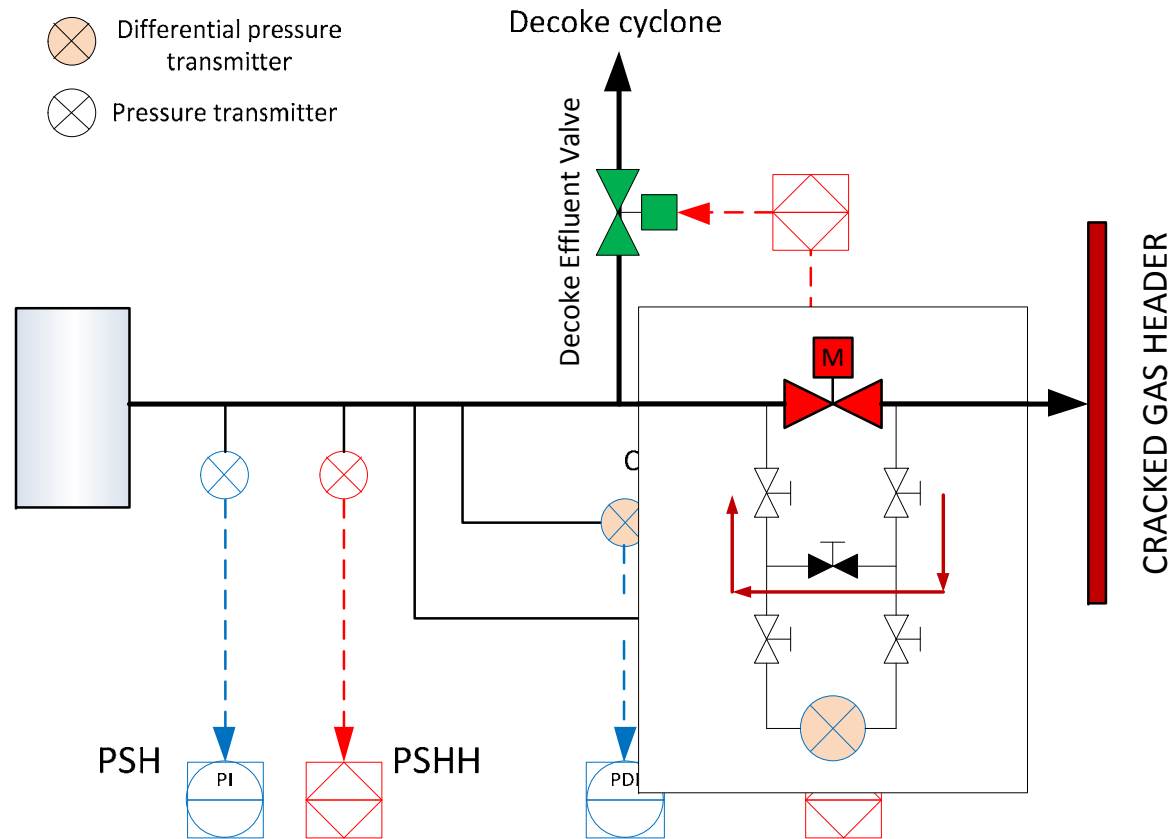 Decoke cyclone
Differential pressure
transmitter
Pressure transmitter
Decoke Effluent Valve
M
CRACKED GAS HEADER
PSH
PI
PSHH